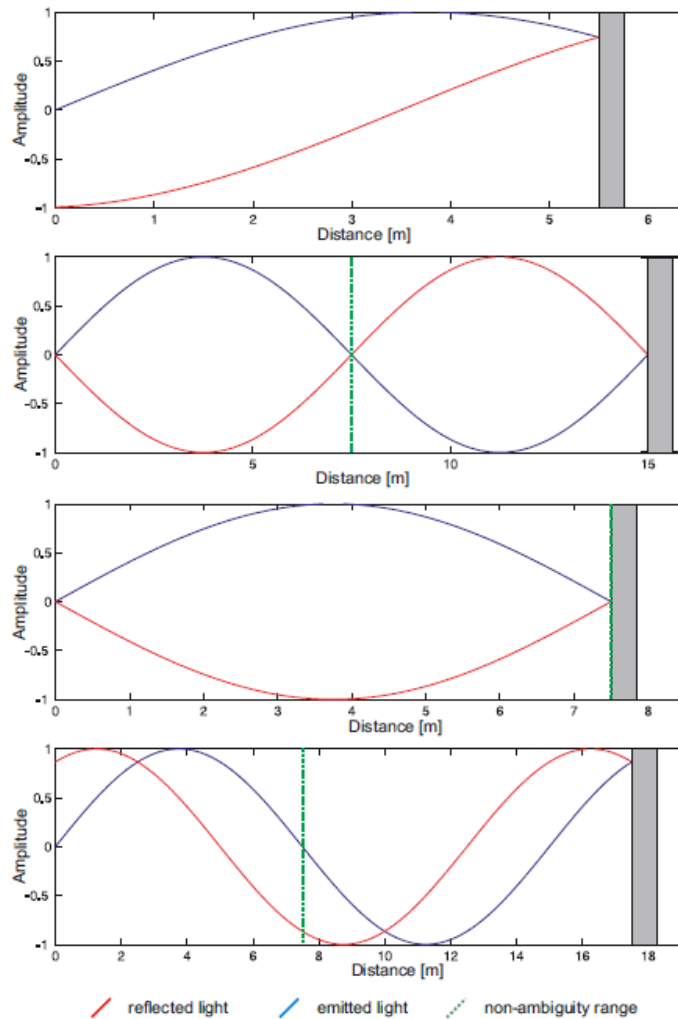 1
0.5
0
-0.5
-1
Amplitude
0 1 2 3 4 5 6
Distance [m]
1
0.5
0
-0.5
-1
Amplitude
0 5 10 15
Distance [m]
1
0.5
0
-0.5
-1
Amplitude
0 1 2 3 4 5 6 7 8
Distance [m]
1
0.5
0
-0.5
-1
Amplitude
0 2 4 6 8 10 12 14 16 18
Distance [m]
reflected light emitted light non-ambiguity range